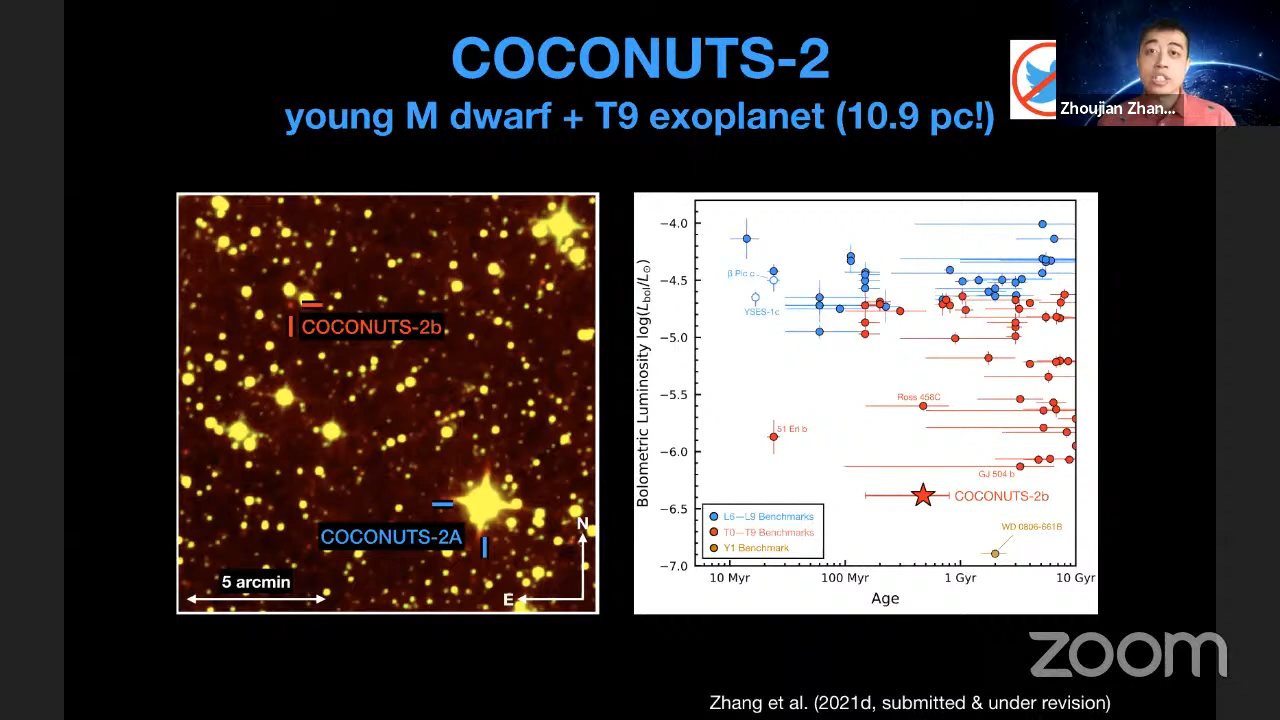 COCONUTS-2
young M dwarf + T9 exoplanet (10.9 pc!)
Zhoujian Zhan...
COCONUTS-2b
COCONUTS-2A
5 arcmin
N
E
Bolometric Luminosity log(Lbol/L⊙)
−4.0
−4.5
−5.0
−5.5
−6.0
−6.5
−7.0
β Pic c
YSES-1c
Ross 458C
51 Eri b
GJ 504 b
COCONUTS-2b
WD 0806-661B
L6—L9 Benchmarks
T0—T9 Benchmarks
Y1 Benchmark
10 Myr
100 Myr
1 Gyr
10 Gyr
Age
zoom
Zhang et al. (2021d, submitted & under revision)